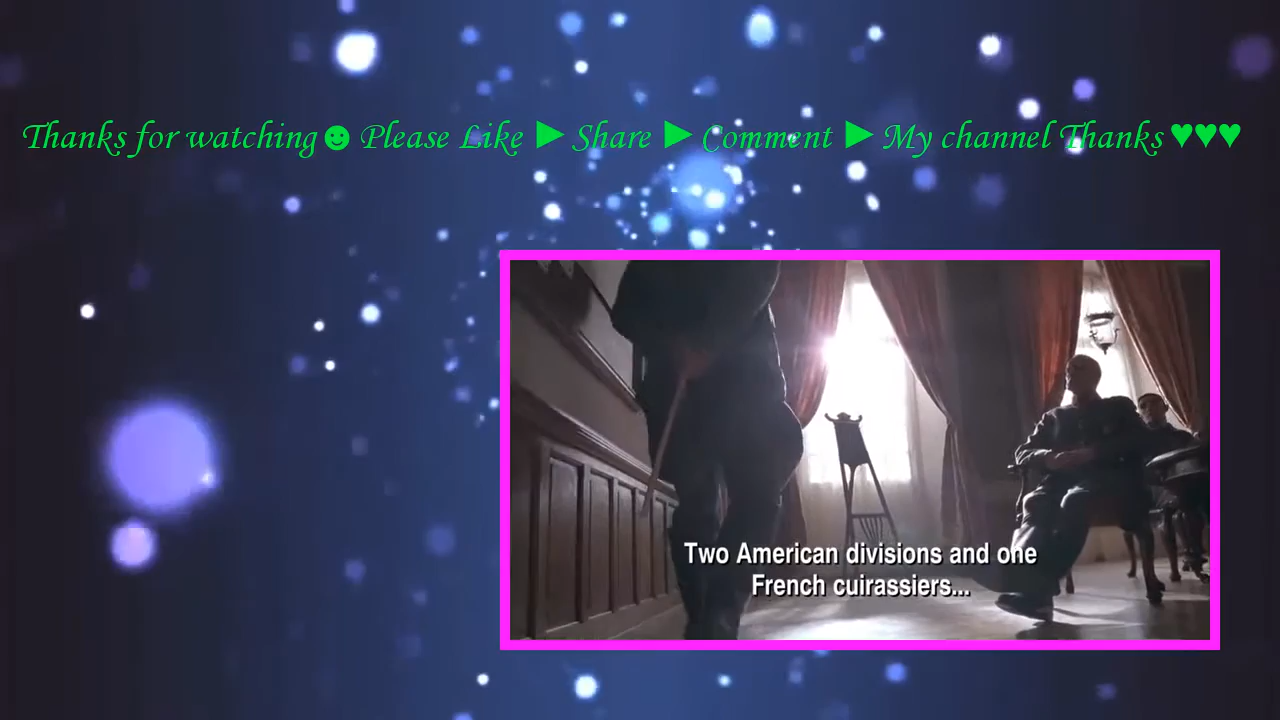 Thanks for watching☻Please Like ►Share ►Comment ►My channel Thanks♥♥♥
Two American divisions and one
French cuirassiers...